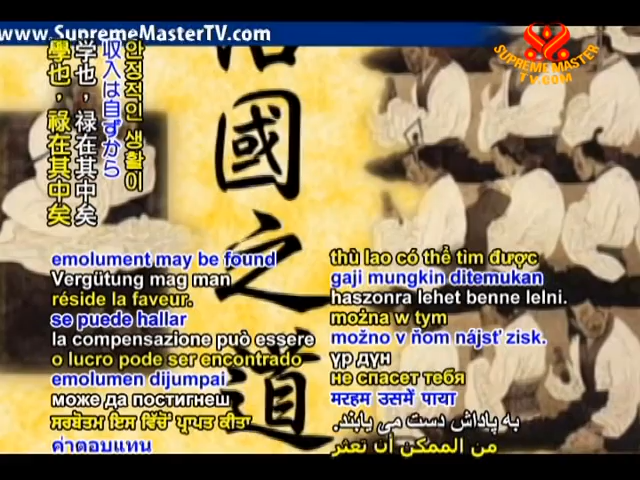 www.SupremeMasterTV.com
SUPREME MASTER
TV.COM
안정적인 생활이
収入は自ずから
学也，禄在其中矣
學也，祿在其中矣
國之道
emolument may be found
Vergütung mag man
réside la faveur.
se puede hallar
la compensazione può essere
o lucro pode ser encontrado
emolumen dijumpai
може да постигнеш
ਸਰਬੋਤਮ ਇਸ ਵਿੱਚੋਂ ਪ੍ਰਾਪਤ ਕੀਤਾ
ค่าตอบแทน
thù lao có thể tìm được
gaji mungkin ditemukan
haszonra lehet benne lelni.
można w tym
možno v ňom nájsť zisk.
үр дүн
не спасет тебя
मरहम उसमें पाया
به پاداش دست می یابند.
من الممكن أن تعثر